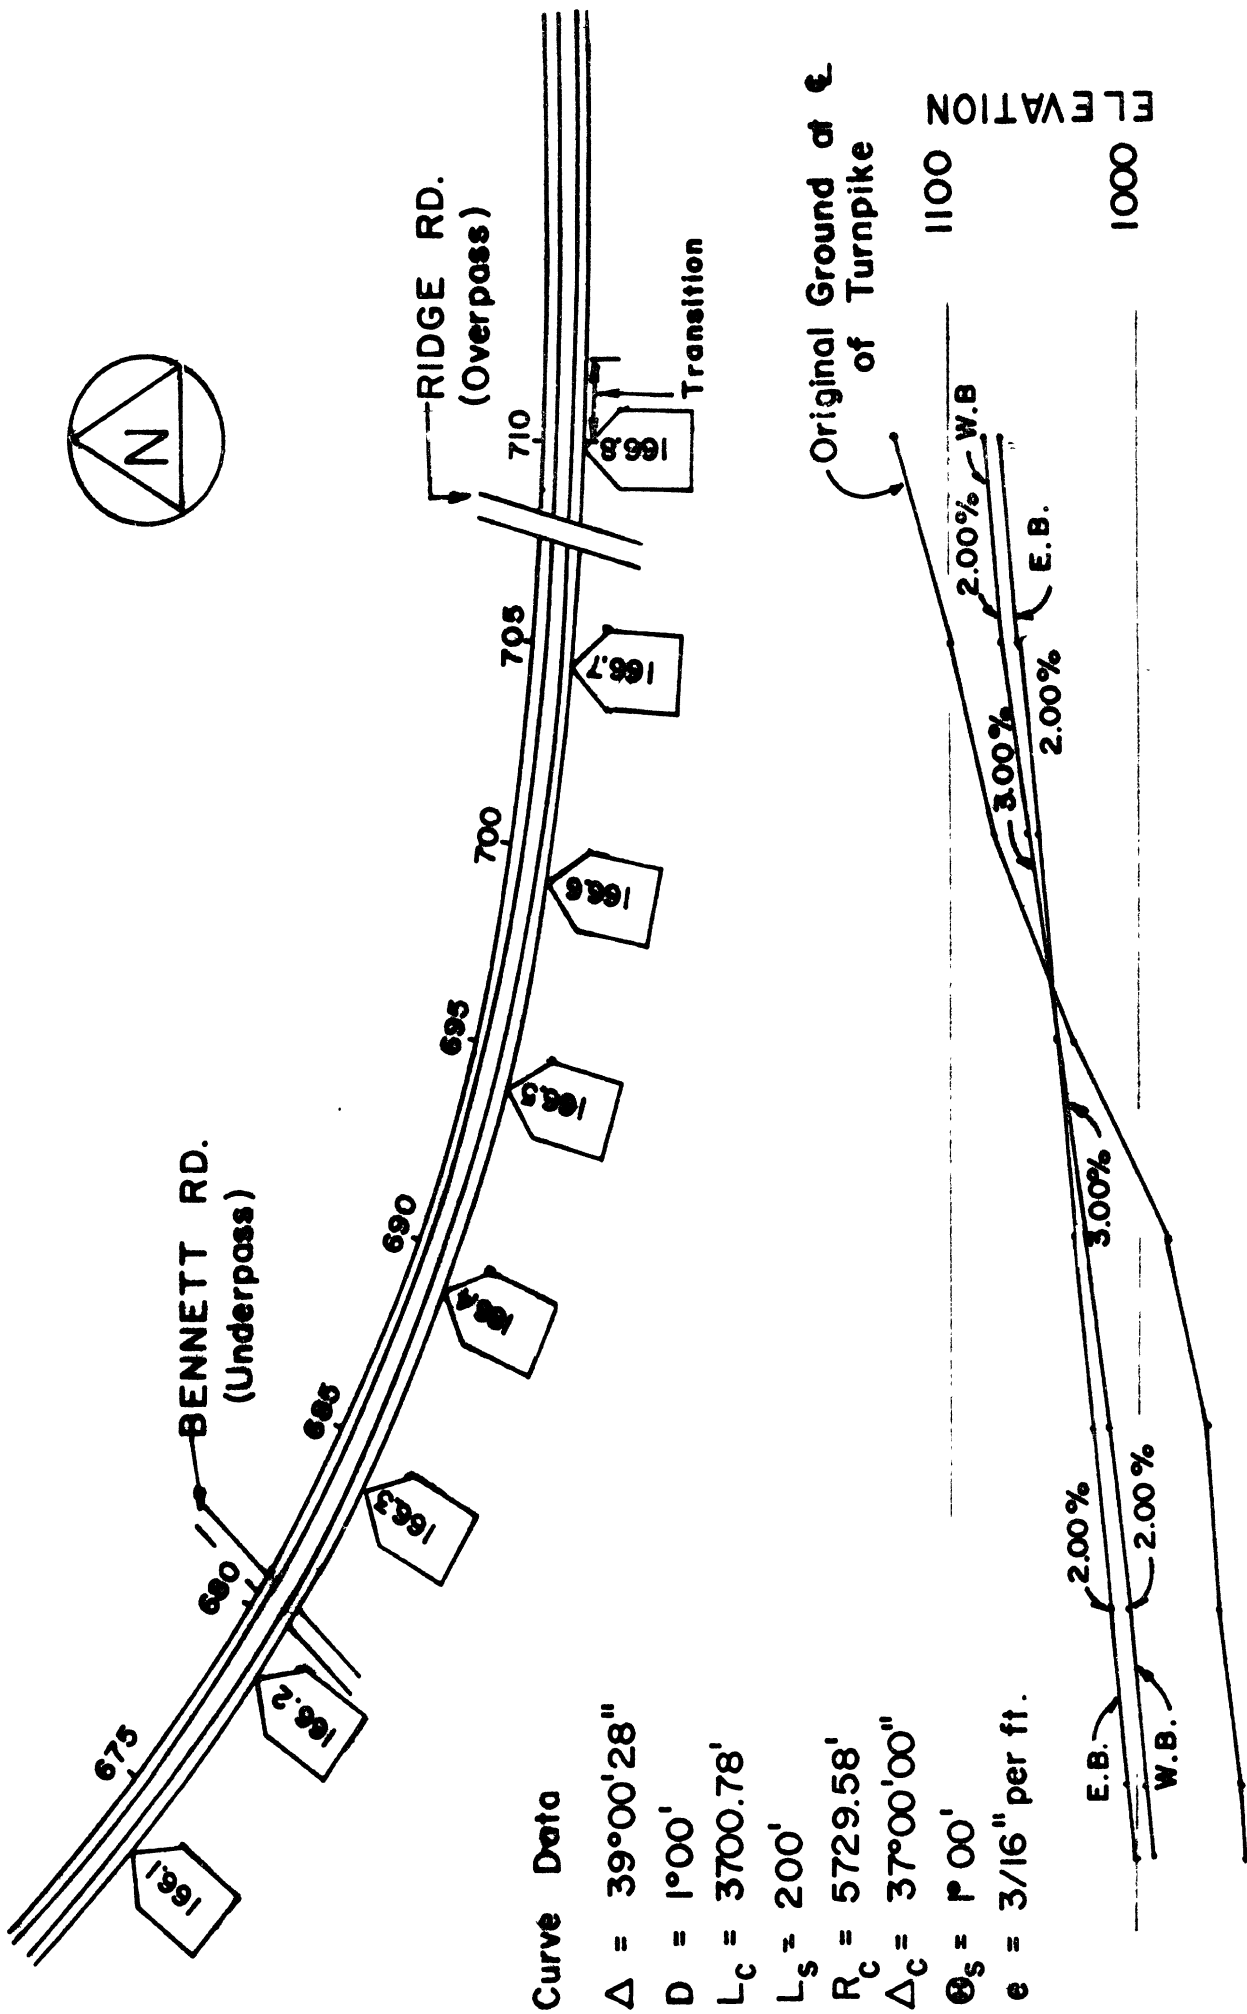 N
BENNETT RD.
(Underpass)
RIDGE RD.
(Overpass)
675
680
685
690
695
700
705
710
166.1
166.2
166.3
166.4
166.5
166.6
166.7
166.8
Transition
Curve Data
Δ = 39°00'28"
D = 1°00'
Lc = 3700.78'
Ls = 200'
Rc = 5729.58'
Δc = 37°00'00"
Θs = 1°00'
e = 3/16" per ft.
Original Ground at ℄
of Turnpike
1100
1000
ELEVATION
E.B.
W.B.
2.00%
2.00%
3.00%
3.00%
2.00%
2.00%
W.B
E.B.